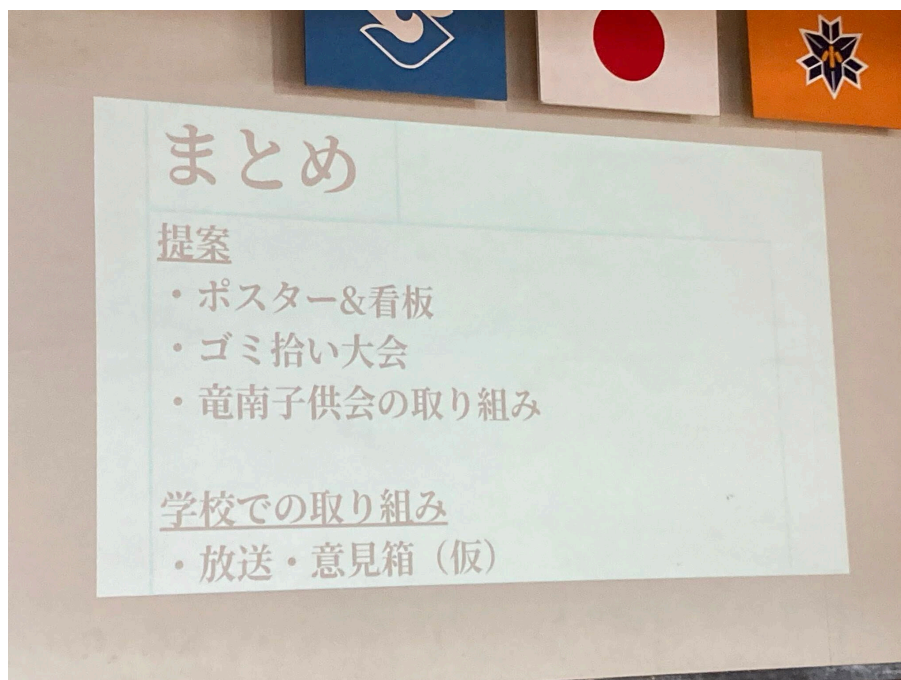 まとめ
提案
・ポスター&看板
・ゴミ拾い大会
・竜南子供会の取り組み
学校での取り組み
・放送・意見箱（仮）